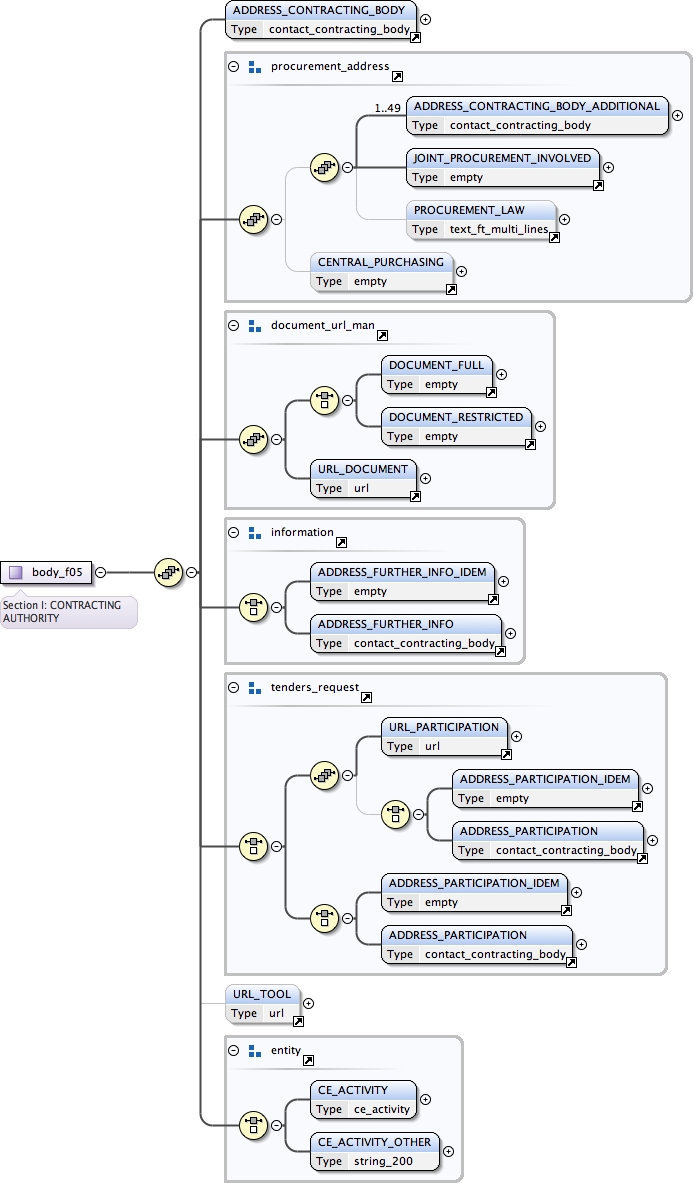 ADDRESS_CONTRACTING_BODY
Type contact_contracting_body
procurement_address
1..49
ADDRESS_CONTRACTING_BODY_ADDITIONAL
Type contact_contracting_body
JOINT_PROCUREMENT_INVOLVED
Type empty
PROCUREMENT_LAW
Type text_ft_multi_lines
CENTRAL_PURCHASING
Type empty
document_url_man
DOCUMENT_FULL
Type empty
DOCUMENT_RESTRICTED
Type empty
URL_DOCUMENT
Type url
information
body_f05
Section I: CONTRACTING
AUTHORITY
ADDRESS_FURTHER_INFO_IDEM
Type empty
ADDRESS_FURTHER_INFO
Type contact_contracting_body
tenders_request
URL_PARTICIPATION
Type url
ADDRESS_PARTICIPATION_IDEM
Type empty
ADDRESS_PARTICIPATION
Type contact_contracting_body
ADDRESS_PARTICIPATION_IDEM
Type empty
ADDRESS_PARTICIPATION
Type contact_contracting_body
URL_TOOL
Type url
entity
CE_ACTIVITY
Type ce_activity
CE_ACTIVITY_OTHER
Type string_200